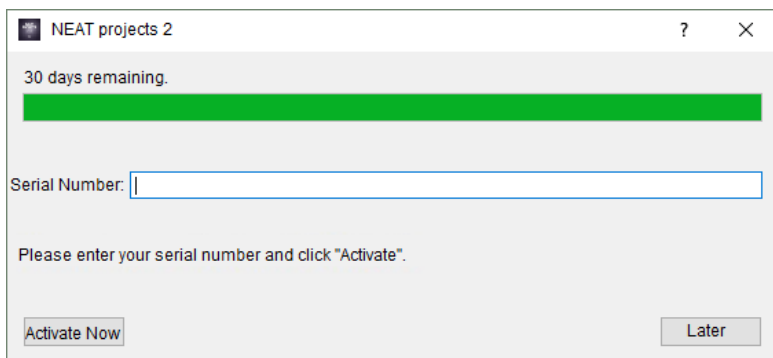 NEAT projects 2 ?
30 days remaining.
Serial Number:
Please enter your serial number and click "Activate".
Activate Now Later